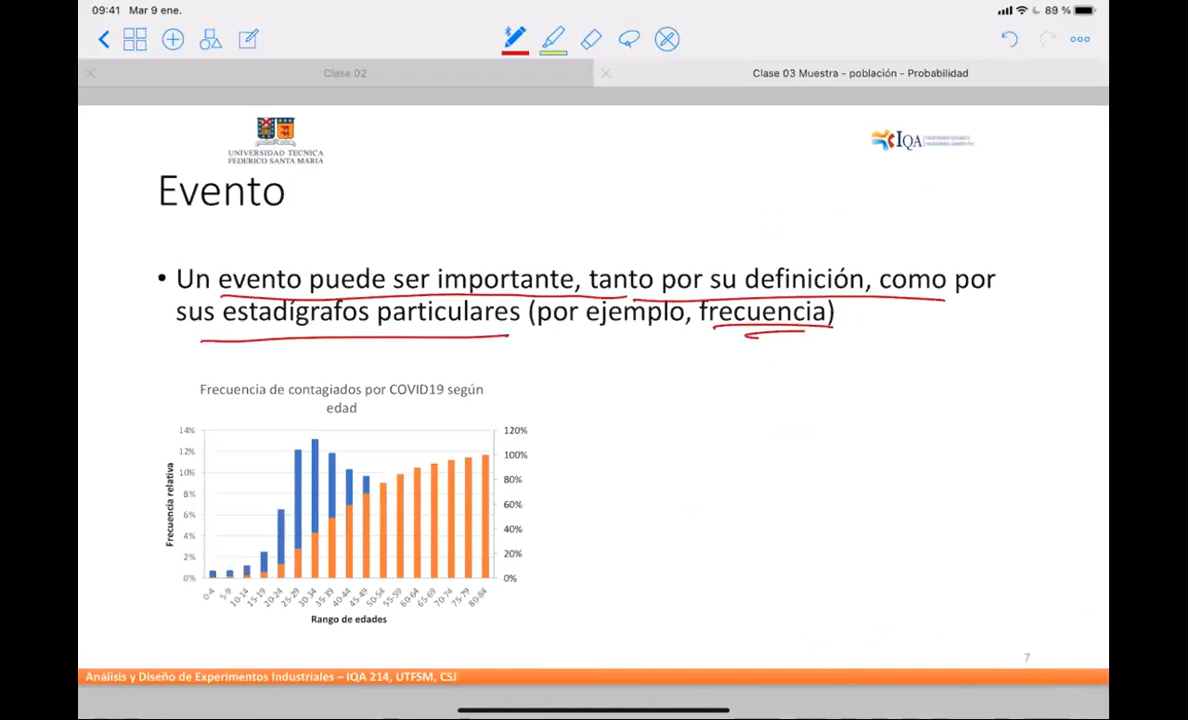 09:41 Mar 9 ene.
89 %
Clase 02
Clase 03 Muestra - población - Probabilidad
UNIVERSIDAD TECNICA
FEDERICO SANTA MARIA
IQA
Evento
• Un evento puede ser importante, tanto por su definición, como por
sus estadígrafos particulares (por ejemplo, frecuencia)
Frecuencia de contagiados por COVID19 según
edad
14%
12%
10%
8%
6%
4%
2%
0%
Frecuencia relativa
120%
100%
80%
60%
40%
20%
0%
0-4
5-9
10-14
15-19
20-24
25-29
30-34
35-39
40-44
45-49
50-54
55-59
60-64
65-69
70-74
75-79
80-84
Rango de edades
7
Análisis y Diseño de Experimentos Industriales – IQA 214, UTFSM, CSJ